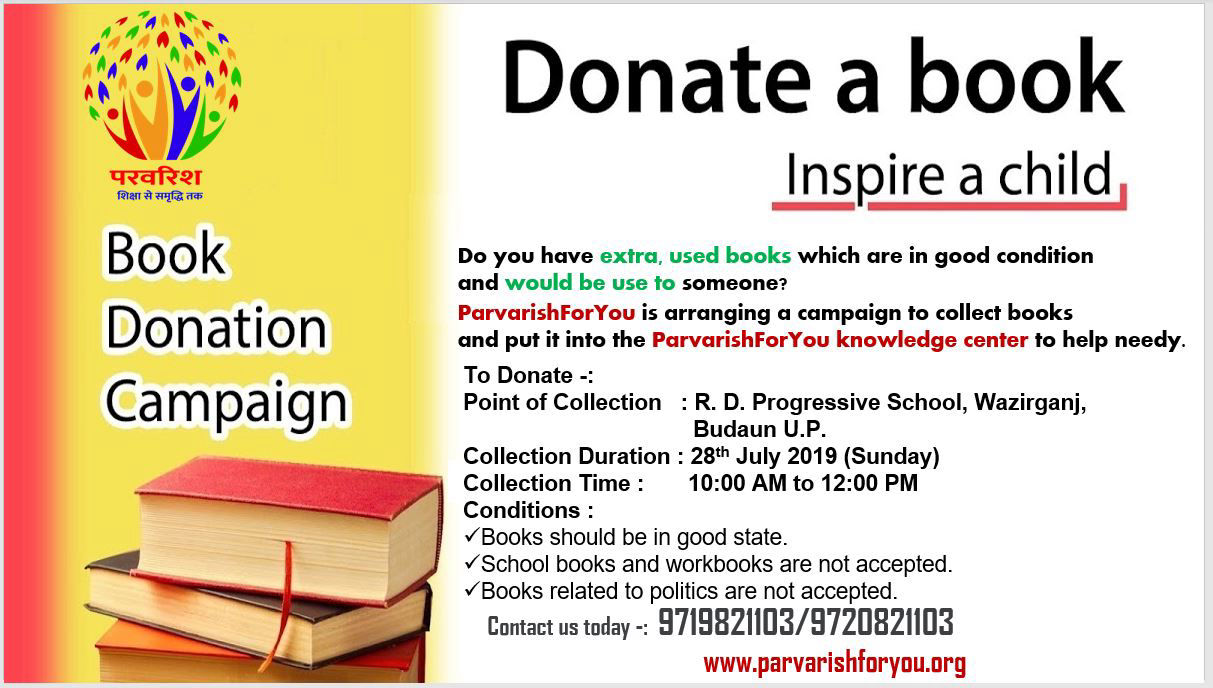 परवरिश
शिक्षा से समृद्धि तक
Book
Donation
Campaign
Donate a book
Inspire a child
Do you have extra, used books which are in good condition
and would be use to someone?
ParvarishForYou is arranging a campaign to collect books
and put it into the ParvarishForYou knowledge center to help needy.
To Donate -:
Point of Collection : R. D. Progressive School, Wazirganj,
Budaun U.P.
Collection Duration : 28th July 2019 (Sunday)
Collection Time : 10:00 AM to 12:00 PM
Conditions :
✓Books should be in good state.
✓School books and workbooks are not accepted.
✓Books related to politics are not accepted.
Contact us today -: 9719821103/9720821103
www.parvarishforyou.org